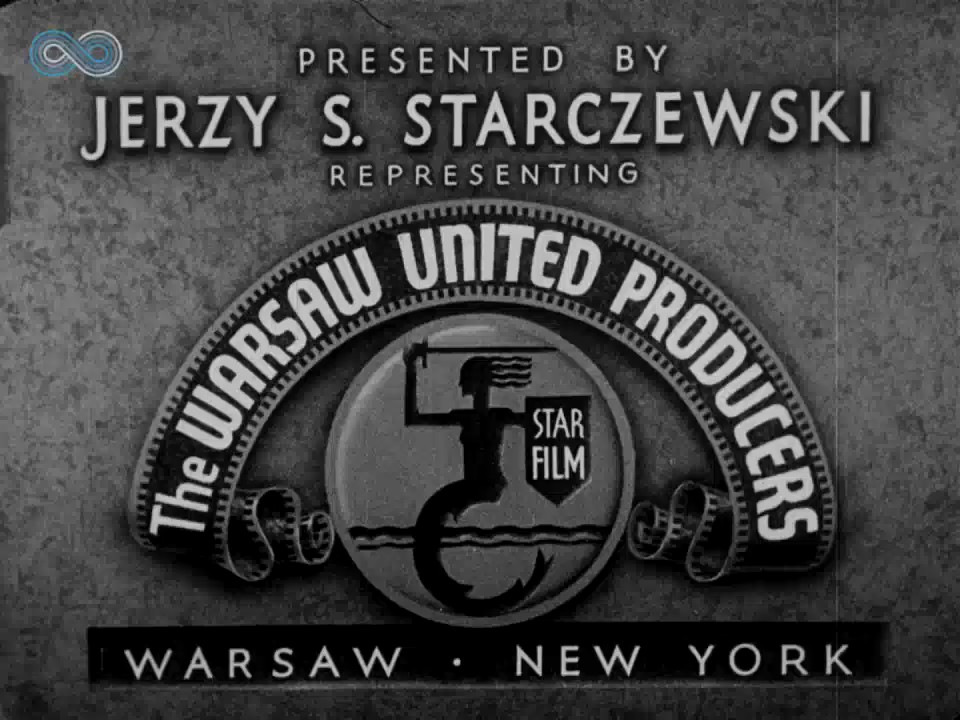 PRESENTED BY
JERZY S. STARCZEWSKI
REPRESENTING
The WARSAW UNITED PRODUCERS
STAR
FILM
WARSAW · NEW YORK